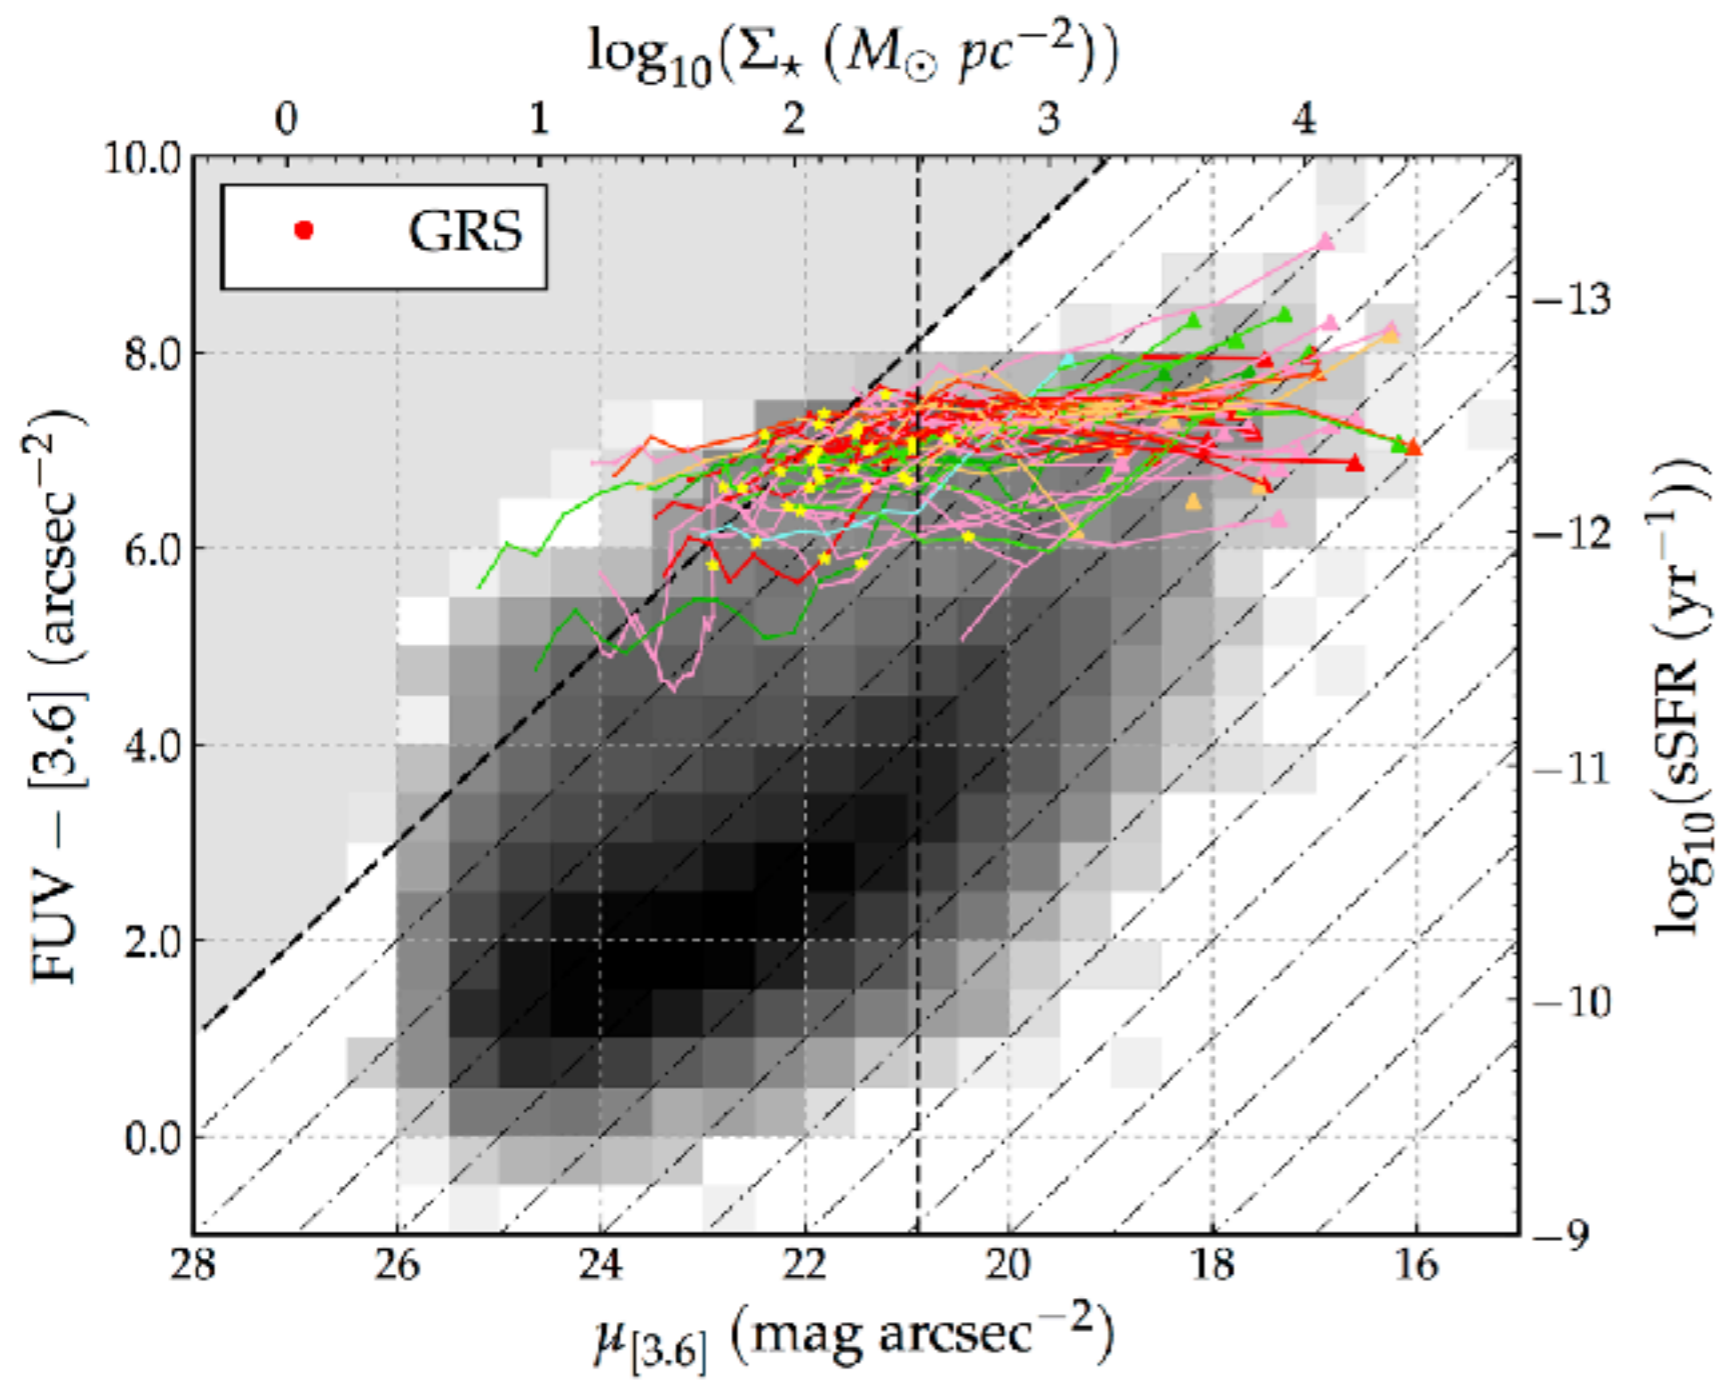 log₁₀(Σ⋆ (M⊙ pc⁻²))
0 1 2 3 4
10.0
8.0
6.0
4.0
2.0
0.0
GRS
FUV − [3.6] (arcsec⁻²)
−13
−12
−11
−10
−9
log₁₀(sSFR (yr⁻¹))
28 26 24 22 20 18 16
μ[3.6] (mag arcsec⁻²)